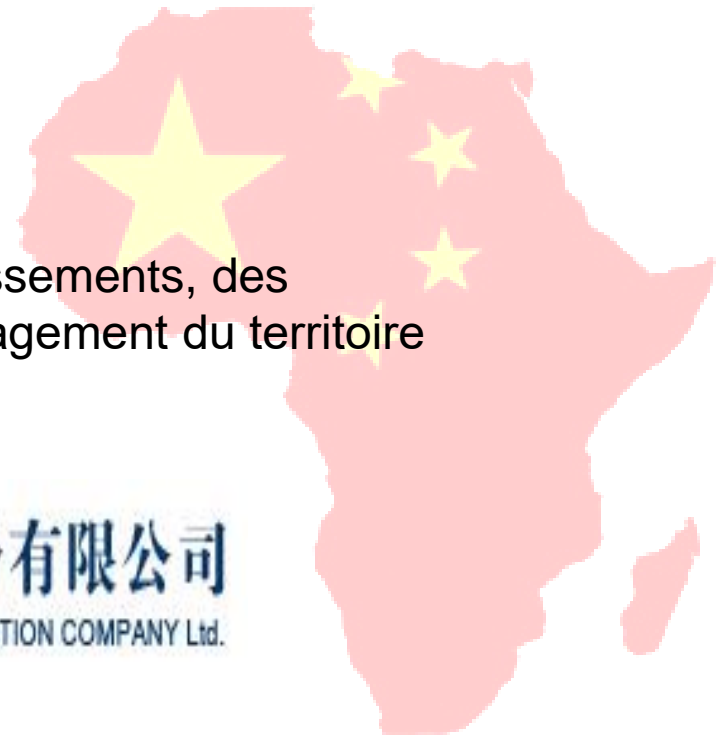 ssements, des
agement du territoire
有限公司
TION COMPANY Ltd.